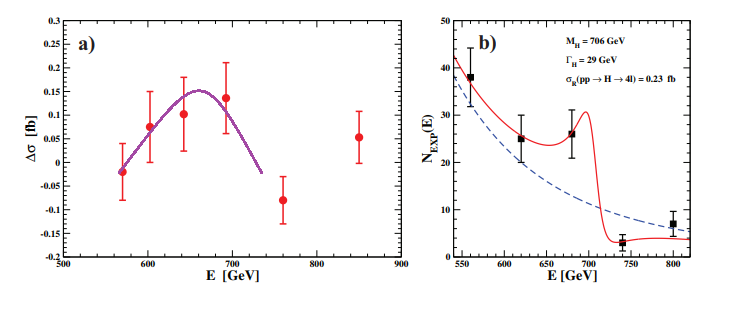 a)
0.3
0.25
0.2
0.15
0.1
0.05
0
-0.05
-0.1
-0.15
-0.2
Δσ [fb]
500 600 700 800 900
E [GeV]
b)
M_H = 706 GeV
Γ_H = 29 GeV
σ_R(pp → H → 4l) = 0.23 fb
50
40
30
20
10
0
N_EXP(E)
550 600 650 700 750 800
E [GeV]